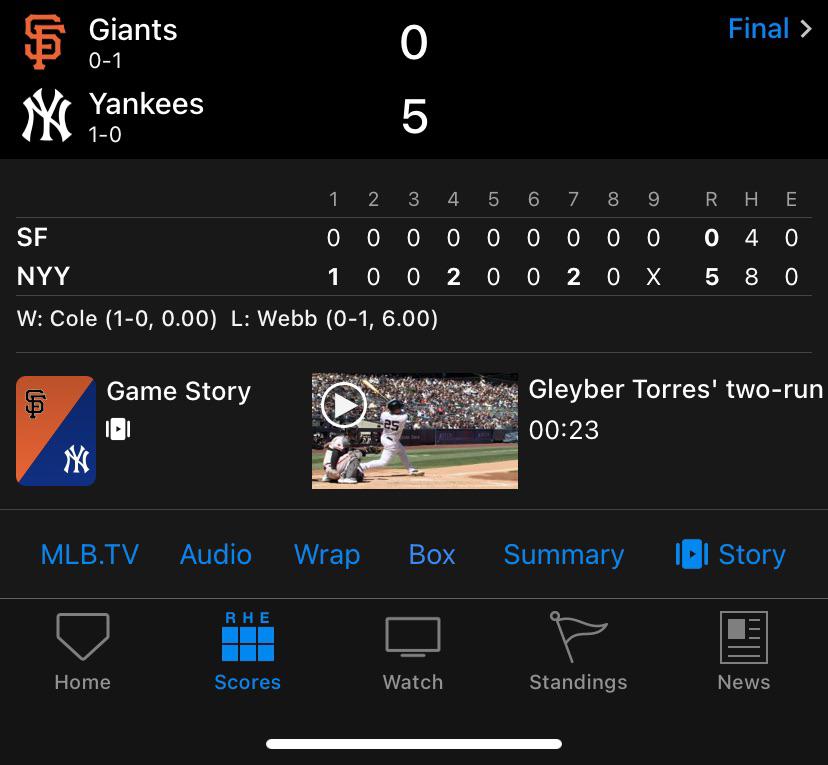 Giants 0 Final
0-1
Yankees 5
1-0
1 2 3 4 5 6 7 8 9 R H E
SF 0 0 0 0 0 0 0 0 0 0 4 0
NYY 1 0 0 2 0 0 2 0 X 5 8 0
W: Cole (1-0, 0.00) L: Webb (0-1, 6.00)
Game Story
Gleyber Torres' two-run
00:23
25
MLB.TV Audio Wrap Box Summary Story
R H E
Home Scores Watch Standings News